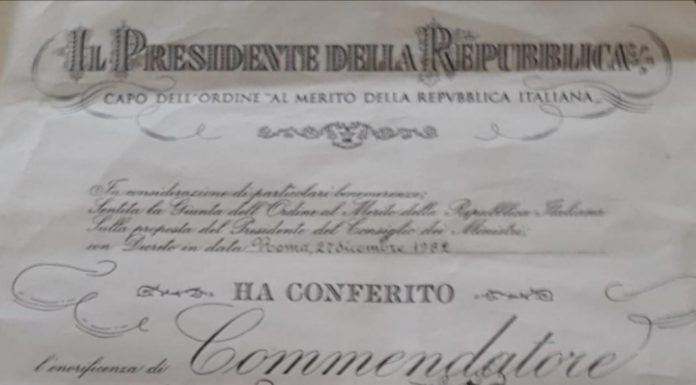 IL PRESIDENTE DELLA REPUBBLICA
CAPO DELL'ORDINE "AL MERITO DELLA REPVBBLICA ITALIANA"
In considerazione di particolari benemerenze;
Sentita la Giunta dell'Ordine al Merito della Repubblica Italiana
Sulla proposta del Presidente del Consiglio dei Ministri;
con Decreto in data Roma, 27 dicembre 1982
HA CONFERITO
l'onorificenza di Commendatore